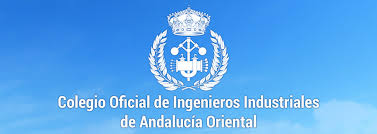 Colegio Oficial de Ingenieros Industriales
de Andalucía Oriental